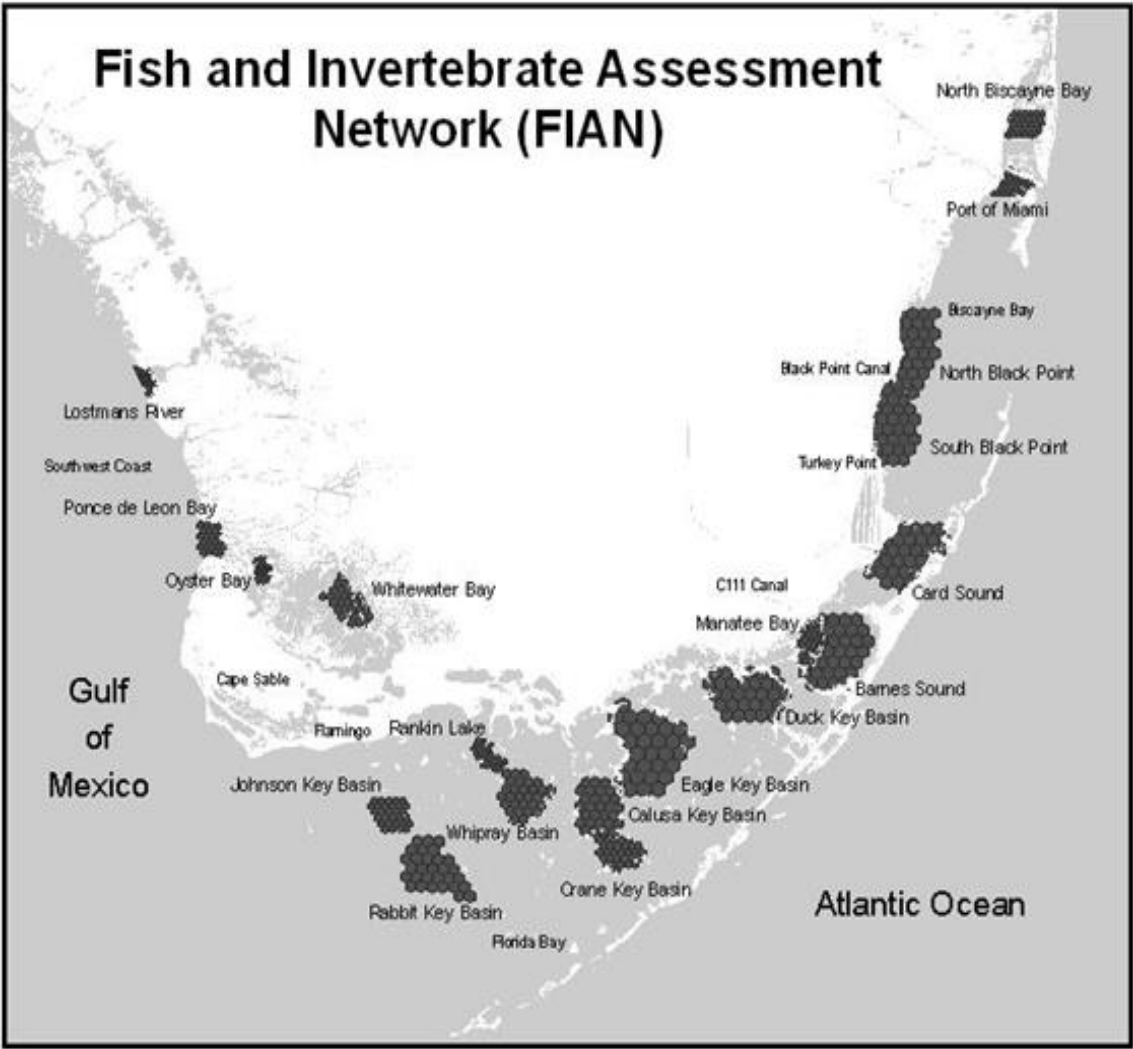 Fish and Invertebrate Assessment
Network (FIAN)
North Biscayne Bay
Port of Miami
Biscayne Bay
Black Point Canal
North Black Point
Lostmans River
South Black Point
Southwest Coast
Turkey Point
Ponce de Leon Bay
Oyster Bay
Whitewater Bay
C111 Canal
Card Sound
Manatee Bay
Cape Sable
Barnes Sound
Gulf
of
Mexico
Duck Key Basin
Flamingo
Rankin Lake
Johnson Key Basin
Eagle Key Basin
Calusa Key Basin
Whipray Basin
Crane Key Basin
Atlantic Ocean
Rabbit Key Basin
Florida Bay